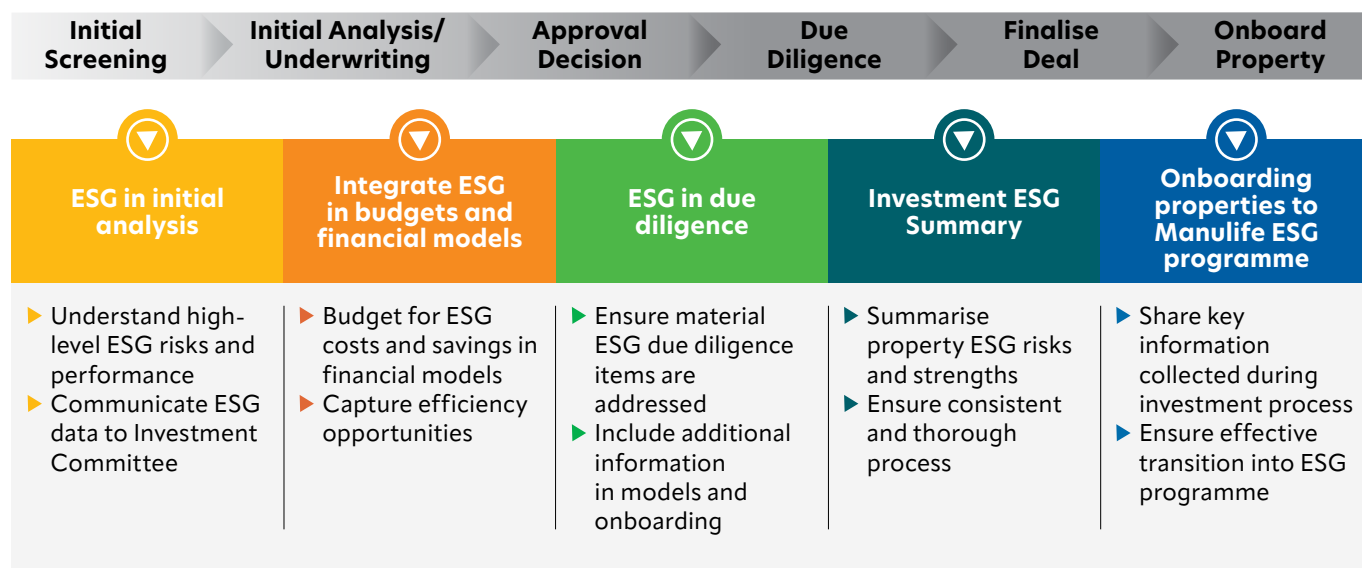 Initial Screening
Initial Analysis/ Underwriting
Approval Decision
Due Diligence
Finalise Deal
Onboard Property
ESG in initial
analysis
Integrate ESG
in budgets and
financial models
ESG in due
diligence
Investment ESG
Summary
Onboarding
properties to
Manulife ESG
programme
Understand high-
level ESG risks and
performance
Communicate ESG
data to Investment
Committee
Budget for ESG
costs and savings in
financial models
Capture efficiency
opportunities
Ensure material
ESG due diligence
items are
addressed
Include additional
information
in models and
onboarding
Summarise
property ESG risks
and strengths
Ensure consistent
and thorough
process
Share key
information
collected during
investment process
Ensure effective
transition into ESG
programme